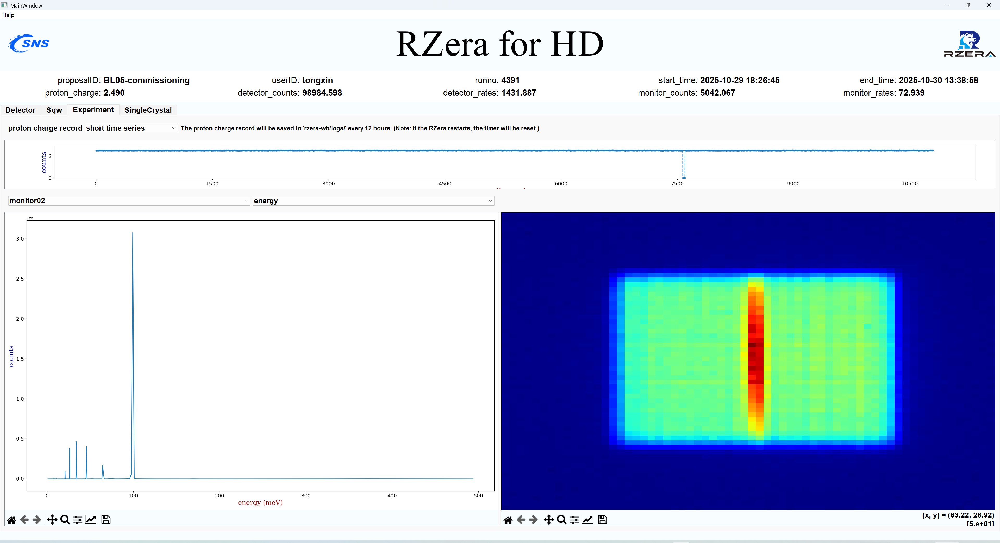 MainWindow
Help
CSNS
RZera for HD
RZERA
proposalID: BL05-commissioning userID: tongxin runno: 4391 start_time: 2025-10-29 18:26:45 end_time: 2025-10-30 13:38:58
proton_charge: 2.490 detector_counts: 98984.598 detector_rates: 1431.887 monitor_counts: 5042.067 monitor_rates: 72.939
Detector Sqw Experiment SingleCrystal
proton charge record short time series The proton charge record will be saved in 'rzera-wb/logs/' every 12 hours. (Note: If the RZera restarts, the timer will be reset.)
counts
2
0
0 1500 3000 4500 6000 7500 9000 10500
monitor02 energy
1e6
3.0
2.5
2.0
counts
1.5
1.0
0.5
0.0
0 100 200 300 400 500
energy (meV)
(x, y) = (63.22, 28.92)
[5.e+01]